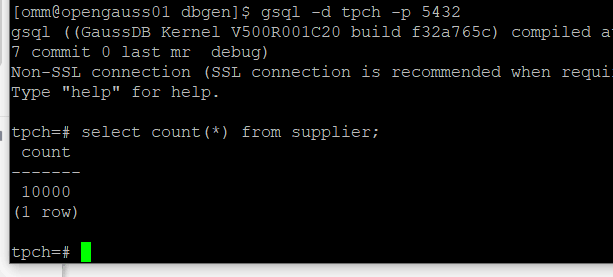 [omm@opengauss01 dbgen]$ gsql -d tpch -p 5432
gsql ((GaussDB Kernel V500R001C20 build f32a765c) compiled a
7 commit 0 last mr  debug)
Non-SSL connection (SSL connection is recommended when requi
Type "help" for help.
tpch=# select count(*) from supplier;
 count
-------
 10000
(1 row)
tpch=#